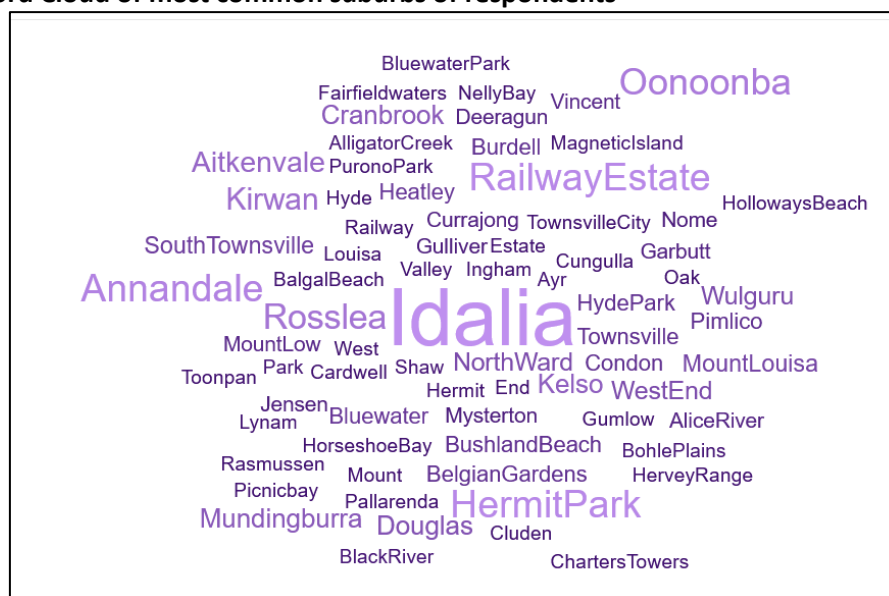 BluewaterPark
Fairfieldwaters NellyBay Vincent Oonoonba
Cranbrook Deeragun
AlligatorCreek Burdell MagneticIsland
Aitkenvale PuronoPark RailwayEstate
Kirwan Hyde Heatley HollowaysBeach
Railway Currajong TownsvilleCity Nome
SouthTownsville Louisa Gulliver Estate Cungulla Garbutt
Annandale BalgalBeach Valley Ingham Ayr Oak
Rosslea Idalia HydePark Wulguru
MountLow West Townsville Pimlico
Toonpan Park Cardwell Shaw NorthWard Condon MountLouisa
Hermit End Kelso WestEnd
Jensen
Lynam Bluewater Mysterton Gumlow AliceRiver
HorseshoeBay BushlandBeach BohlePlains
Rasmussen Mount BelgianGardens HerveyRange
Picnicbay Pallarenda HermitPark
Mundingburra Douglas Cluden
BlackRiver ChartersTowers